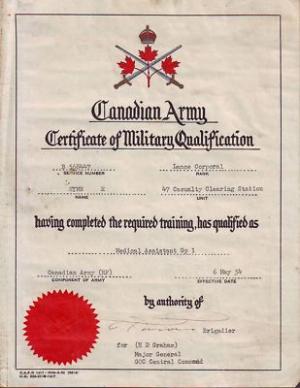 Canadian Army
Certificate of Military Qualification
Lance Corporal
SERVICE NUMBER RANK
47 Casualty Clearing Station
NAME UNIT
having completed the required training, has qualified as
Medical Assistant Gp 1
Canadian Army (RF) 6 May 54
COMPONENT OF ARMY EFFECTIVE DATE
by authority of
Brigadier
for (H D Graham)
Major General
GOC Central Command